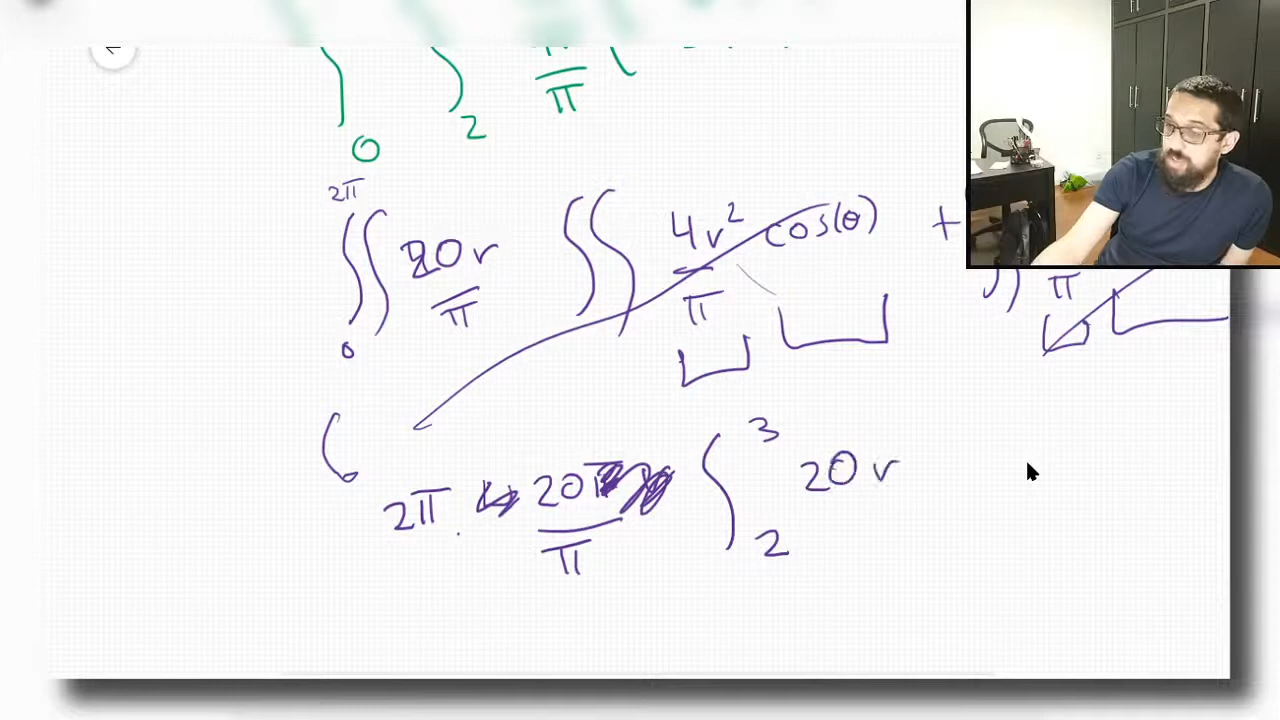 π
0
2
2π
∫∫ 20r/π ∫∫ 4r²/π cos(θ) +
0
π
3
2π · 20/π ∫ 20r
2